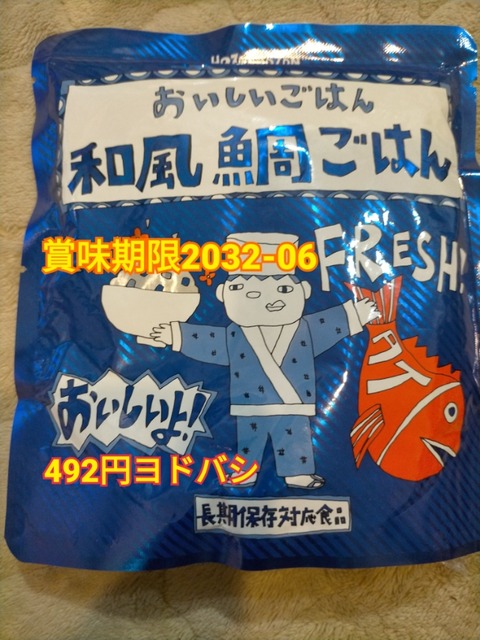 おいしいごはん
和風鯛ごはん
賞味期限2032-06
FRESH!
タイ
おいしいよ!
492円ヨドバシ
長期保存対応食品